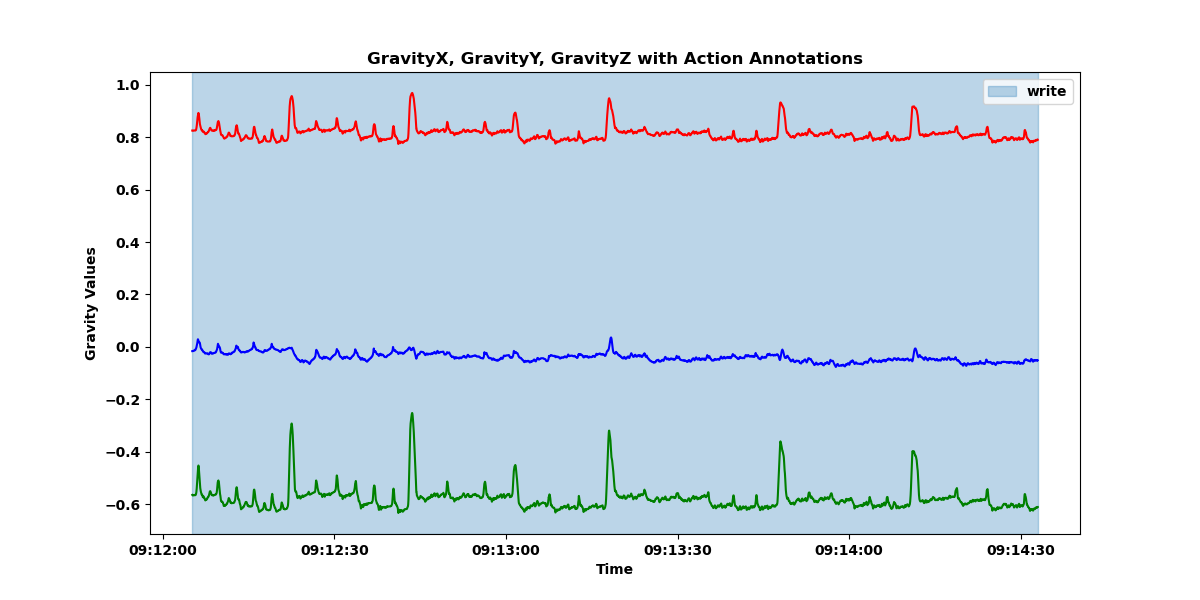 GravityX, GravityY, GravityZ with Action Annotations
write
1.0
0.8
0.6
0.4
0.2
0.0
−0.2
−0.4
−0.6
Gravity Values
09:12:00 09:12:30 09:13:00 09:13:30 09:14:00 09:14:30
Time